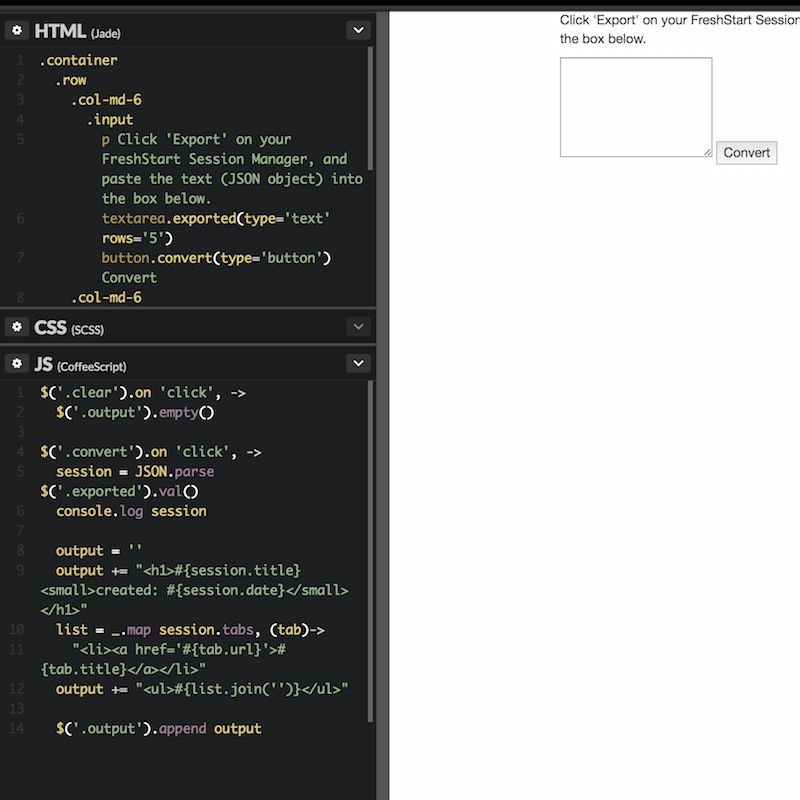 HTML (Jade)
1 .container
2 .row
3 .col-md-6
4 .input
5 p Click 'Export' on your
FreshStart Session Manager, and
paste the text (JSON object) into
the box below.
6 textarea.exported(type='text'
rows='5')
7 button.convert(type='button')
Convert
8 .col-md-6
CSS (SCSS)
JS (CoffeeScript)
1 $('.clear').on 'click', ->
2 $('.output').empty()
3
4 $('.convert').on 'click', ->
5 session = JSON.parse
$('.exported').val()
6 console.log session
7
8 output = ''
9 output += "<h1>#{session.title}
<small>created: #{session.date}</small>
</h1>"
10 list = _.map session.tabs, (tab)->
11 "<li><a href='#{tab.url}'>#
{tab.title}</a></li>"
12 output += "<ul>#{list.join('')}</ul>"
13
14 $('.output').append output
Click 'Export' on your FreshStart Session
the box below.
Convert